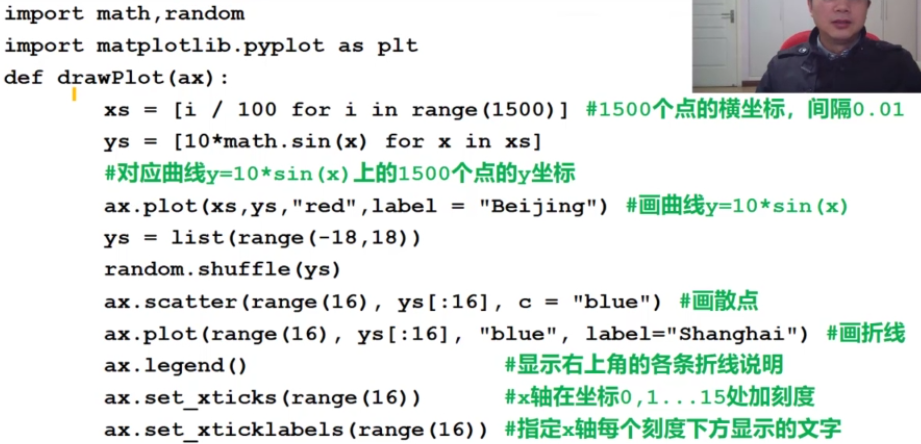 import math,random
import matplotlib.pyplot as plt
def drawPlot(ax):
xs = [i / 100 for i in range(1500)] #1500个点的横坐标，间隔0.01
ys = [10*math.sin(x) for x in xs]
#对应曲线y=10*sin(x)上的1500个点的y坐标
ax.plot(xs,ys,"red",label = "Beijing") #画曲线y=10*sin(x)
ys = list(range(-18,18))
random.shuffle(ys)
ax.scatter(range(16), ys[:16], c = "blue") #画散点
ax.plot(range(16), ys[:16], "blue", label="Shanghai") #画折线
ax.legend() #显示右上角的各条折线说明
ax.set_xticks(range(16)) #x轴在坐标0,1...15处加刻度
ax.set_xticklabels(range(16)) #指定x轴每个刻度下方显示的文字